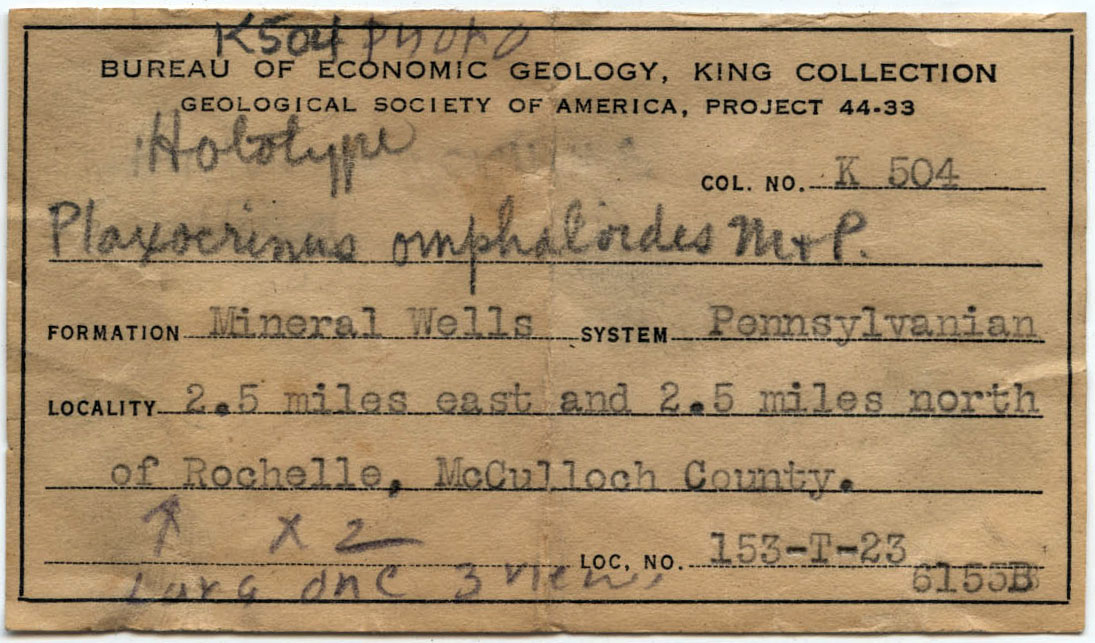 K504 photo
BUREAU OF ECONOMIC GEOLOGY, KING COLLECTION
GEOLOGICAL SOCIETY OF AMERICA, PROJECT 44-33
Holotype
COL. NO. K 504
Plaxocrinus omphaloides M+P.
FORMATION Mineral Wells SYSTEM Pennsylvanian
LOCALITY 2.5 miles east and 2.5 miles north
of Rochelle, McCulloch County.
↑ X 2
LOC, NO. 153-T-23
3 view
6153B